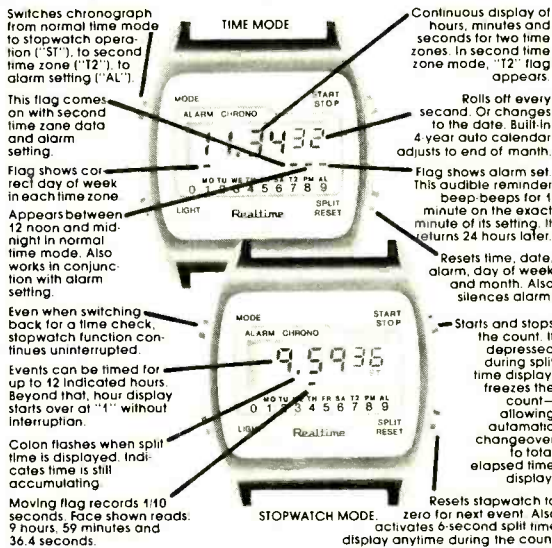 Switches chronograph
from normal time mode
to stopwatch opera-
tion ("ST"), to second
time zone ("T2"), to
alarm setting ("AL").
This flag comes
on with second
time zane data
and alarm
setting.
Flag shows cor-
rect day of week
in each time zone
Appears between
12 noon and mid-
night in normal
time mode. Also
works in conjunc-
tion with alarm
setting.
Even when switching
back for a time check,
stopwatch function con-
tinues uninterrupted.
Events can be timed for
up to 12 indicated hours.
Beyond that, hour display
starts over at "1" without
interruption.
Colon flashes when split
time is displayed. Indi-
cates time is still
accumulating.
Moving flag records 1/10
seconds. Face shown reads:
9 hours, 59 minutes and
36.4 seconds.
TIME MODE
MODE
START
STOP
ALARM CHRONO
11:34 32
MO TU WE TH FR SA T2 PM AL
0 1 2 3 4 5 6 7 8 9
LIGHT
Realtime
SPLIT
RESET
MODE
START
STOP
ALARM CHRONO
9.59 36
ST
MO TU WE TH FR SA T2 PM AL
0 1 2 3 4 5 6 7 8 9
LIGHT
Realtime
SPLIT
RESET
STOPWATCH MODE.
Continuous display of
hours, minutes and
seconds for two time
zones. In second time
zone mode, "T2" flag
appears.
Rolls off every
secand. Or changes
to the date. Built-In
4-year auto calendar
adjusts to end of manth.
Flag shows alarm set.
This audible reminder
beep-beeps for 1
minute on the exact
minute of its setting. It
returns 24 hours later.
Resets time, date,
alarm, day of week
and month. Also
silences alarm.
Starts and stops
the count. If
depressed
during split
time display,
freezes the
count—
allowing
automatic
changeover
to total
elapsed time
display.
Resets stapwatch to
zero for next event. Also
activates 6-second split time
display anytime during the count.